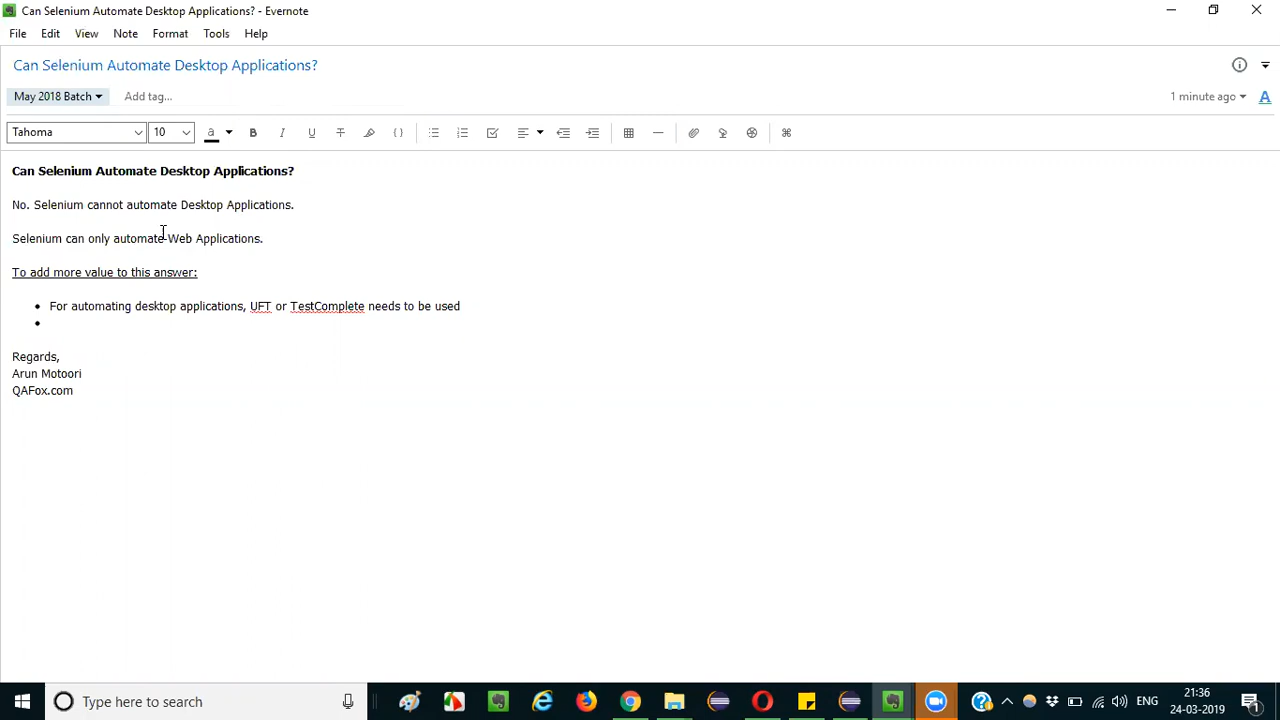 Can Selenium Automate Desktop Applications? - Evernote
File Edit View Note Format Tools Help
Can Selenium Automate Desktop Applications?
May 2018 Batch Add tag... 1 minute ago
Tahoma 10
Can Selenium Automate Desktop Applications?
No. Selenium cannot automate Desktop Applications.
Selenium can only automate Web Applications.
To add more value to this answer:
• For automating desktop applications, UFT or TestComplete needs to be used
•
Regards,
Arun Motoori
QAFox.com
Type here to search
ENG
21:36
24-03-2019